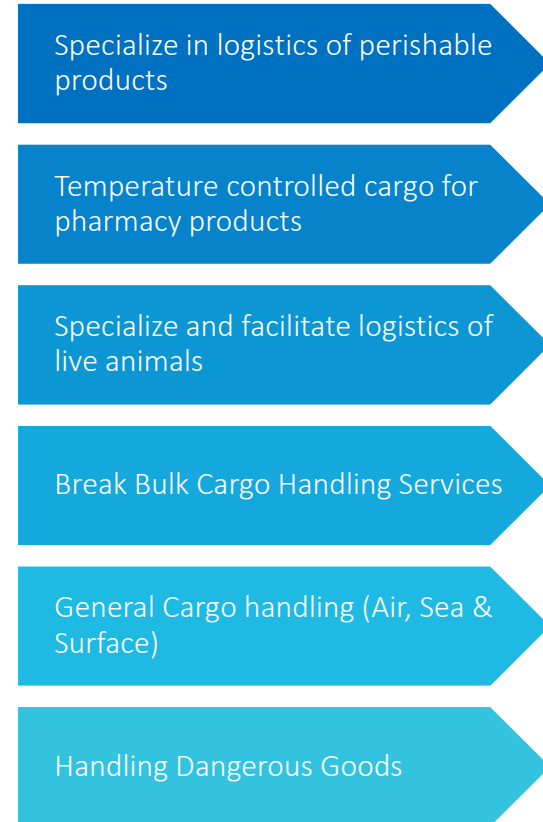 Specialize in logistics of perishable
products
Temperature controlled cargo for
pharmacy products
Specialize and facilitate logistics of
live animals
Break Bulk Cargo Handling Services
General Cargo handling (Air, Sea &
Surface)
Handling Dangerous Goods